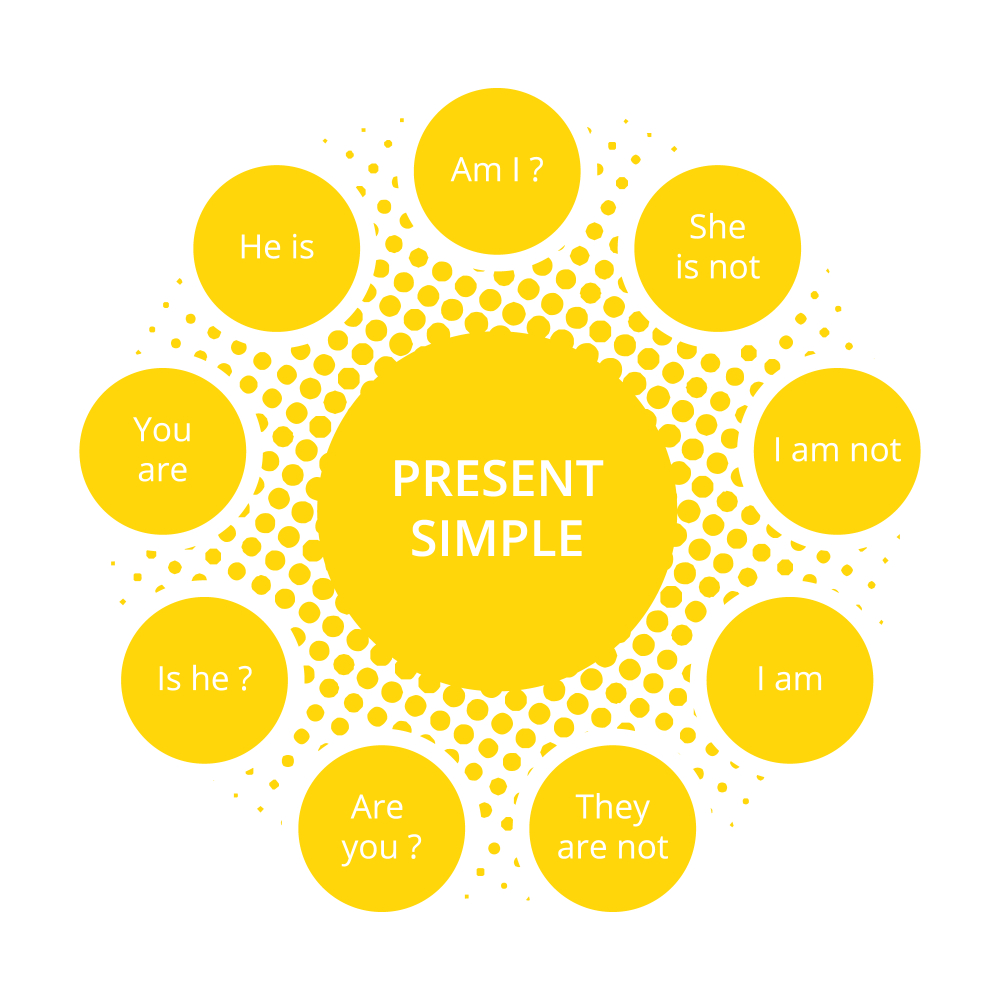 Am I ?
He is
She
is not
You
are
I am not
PRESENT
SIMPLE
Is he ?
I am
Are
you ?
They
are not